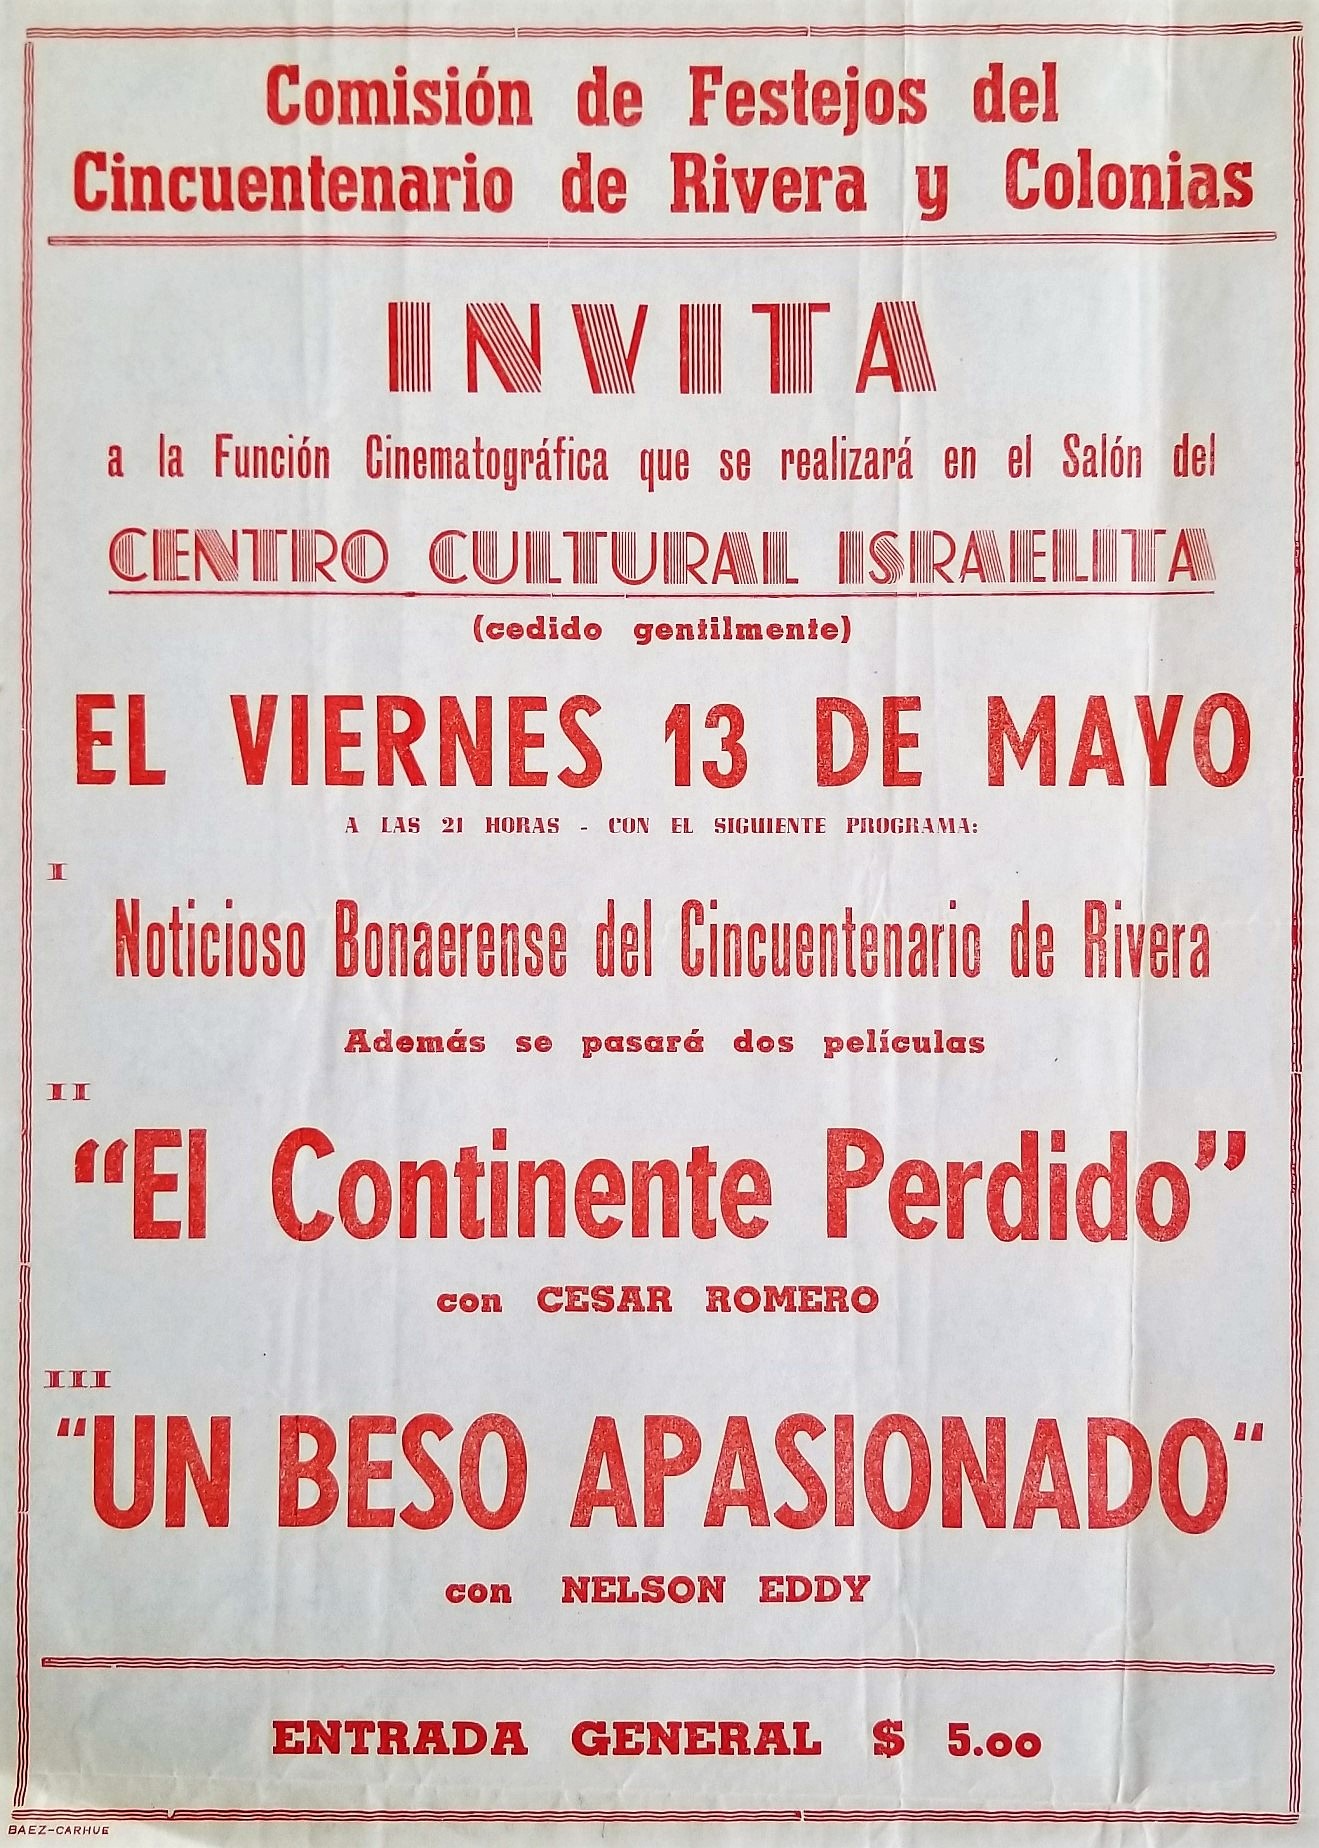 Comisión de Festejos del
Cincuentenario de Rivera y Colonias
INVITA
a la Función Cinematográfica que se realizará en el Salón del
CENTRO CULTURAL ISRAELITA
(cedido gentilmente)
EL VIERNES 13 DE MAYO
A LAS 21 HORAS - CON EL SIGUIENTE PROGRAMA:
I
Noticioso Bonaerense del Cincuentenario de Rivera
Además se pasará dos películas
II
“El Continente Perdido”
con CESAR ROMERO
III
“UN BESO APASIONADO“
con NELSON EDDY
ENTRADA GENERAL $ 5.oo
BAEZ-CARHUE